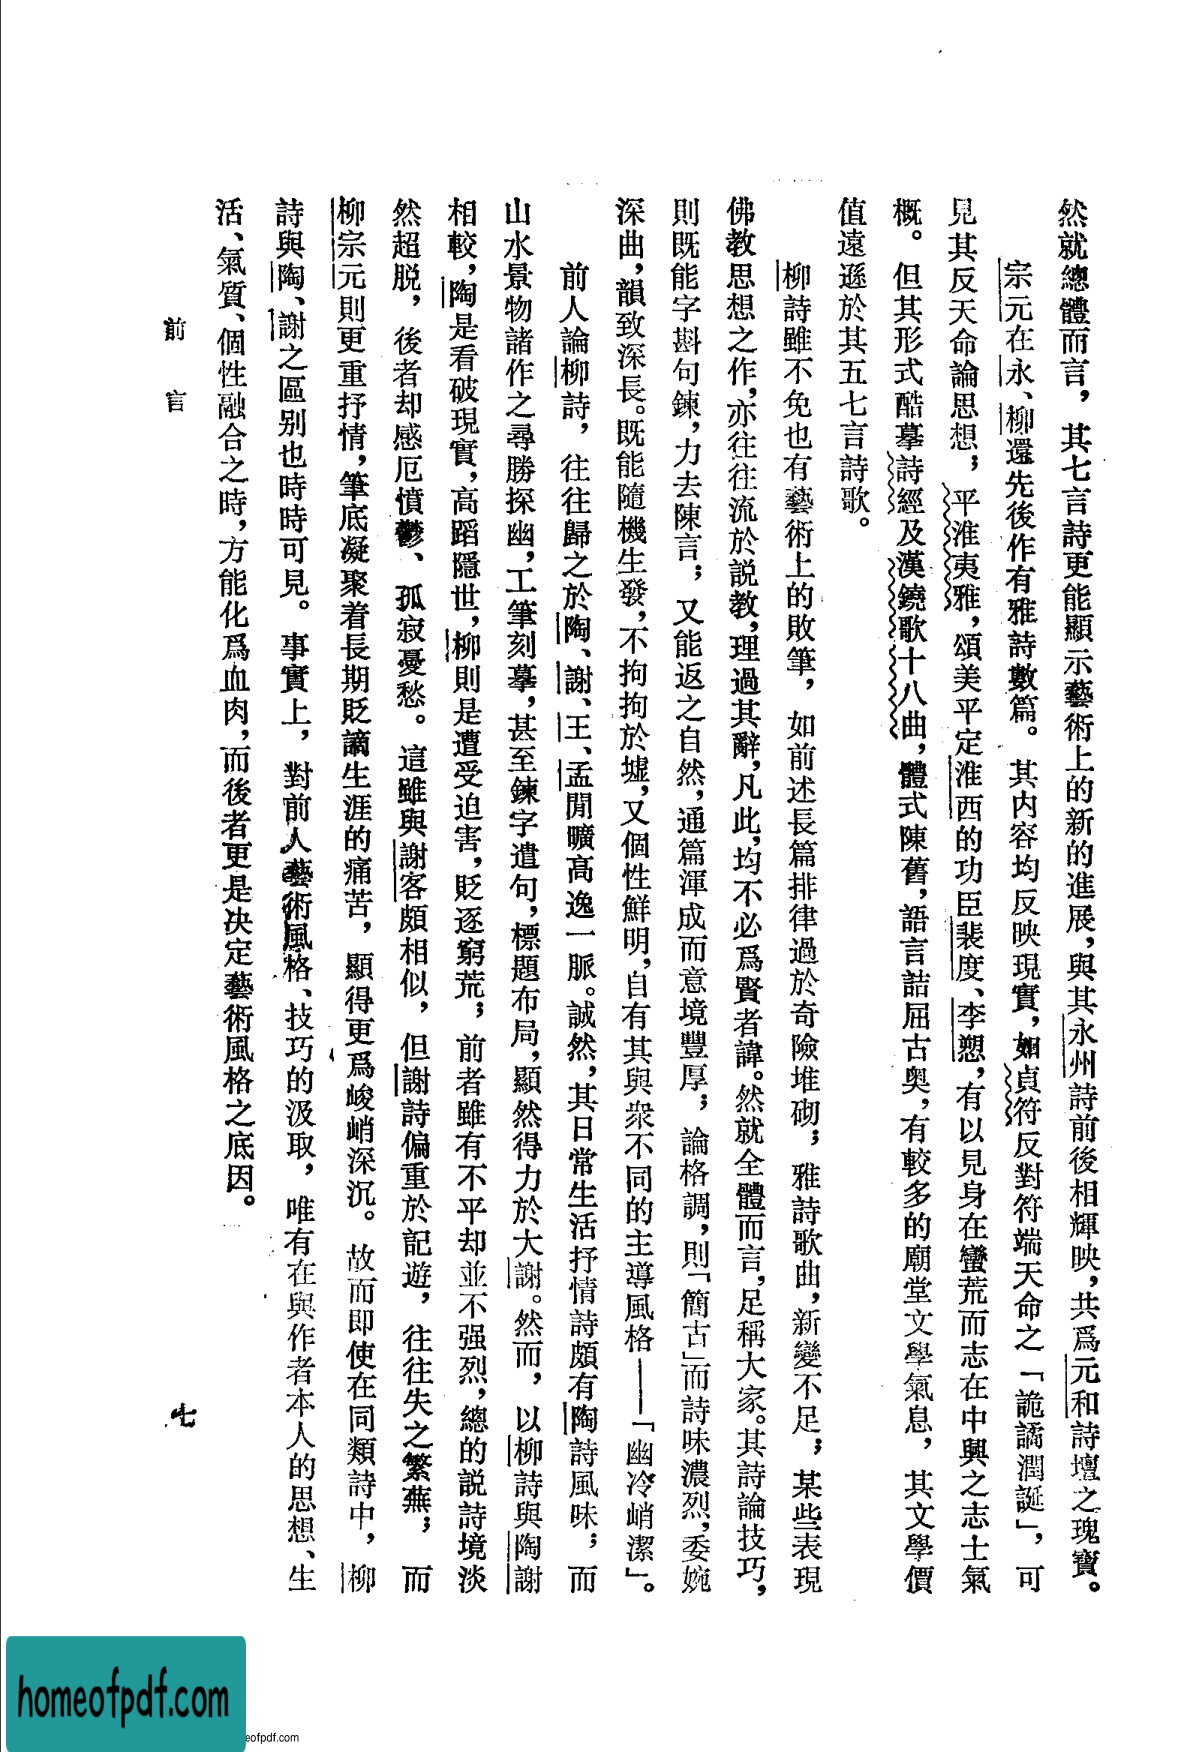 然就總體而言，其七言詩更能顯示藝術上的新的進展，與其永州詩前後相輝映，共爲元和詩壇之瑰寶。
宗元在永、柳還先後作有雅詩數篇。其内容均反映現實，如貞符反對符瑞天命之「詭譎濶誕」，可
見其反天命論思想；平淮夷雅，頌美平定淮西的功臣裴度、李愬，有以見身在蠻荒而志在中興之志士氣
概。但其形式酷摹詩經及漢鐃歌十八曲，體式陳舊，語言詰屈古奥，有較多的廟堂文學氣息，其文學價
值遠遜於其五七言詩歌。
柳詩雖不免也有藝術上的敗筆，如前述長篇排律過於奇險堆砌；雅詩歌曲，新變不足；某些表現
佛教思想之作，亦往往流於説教，理過其辭，凡此，均不必爲賢者諱。然就全體而言，足稱大家。其詩論技巧，
則既能字斟句鍊，力去陳言；又能返之自然，通篇渾成而意境豐厚；論格調，則「簡古」而詩味濃烈，委婉
深曲，韻致深長。既能隨機生發，不拘拘於墟，又個性鮮明，自有其與衆不同的主導風格——「幽冷峭潔」。
前人論柳詩，往往歸之於陶、謝、王、孟閒曠高逸一脈。誠然，其日常生活抒情詩頗有陶詩風味；而
山水景物諸作之尋勝探幽，工筆刻摹，甚至鍊字遣句，標題布局，顯然得力於大謝。然而，以柳詩與陶謝
相較，陶是看破現實，高蹈隱世，柳則是遭受迫害，貶逐窮荒；前者雖有不平却並不强烈，總的説詩境淡
然超脱，後者却感厄憤鬱、孤寂憂愁。這雖與謝客頗相似，但謝詩偏重於記遊，往往失之繁蕪；而
柳宗元則更重抒情，筆底凝聚着長期貶謫生涯的痛苦，顯得更爲峻峭深沉。故而即使在同類詩中，柳
詩與陶、謝之區别也時時可見。事實上，對前人藝術風格、技巧的汲取，唯有在與作者本人的思想、生
活、氣質、個性融合之時，方能化爲血肉，而後者更是决定藝術風格之底因。
前言
七
homeofpdf.com
eofpdf.com